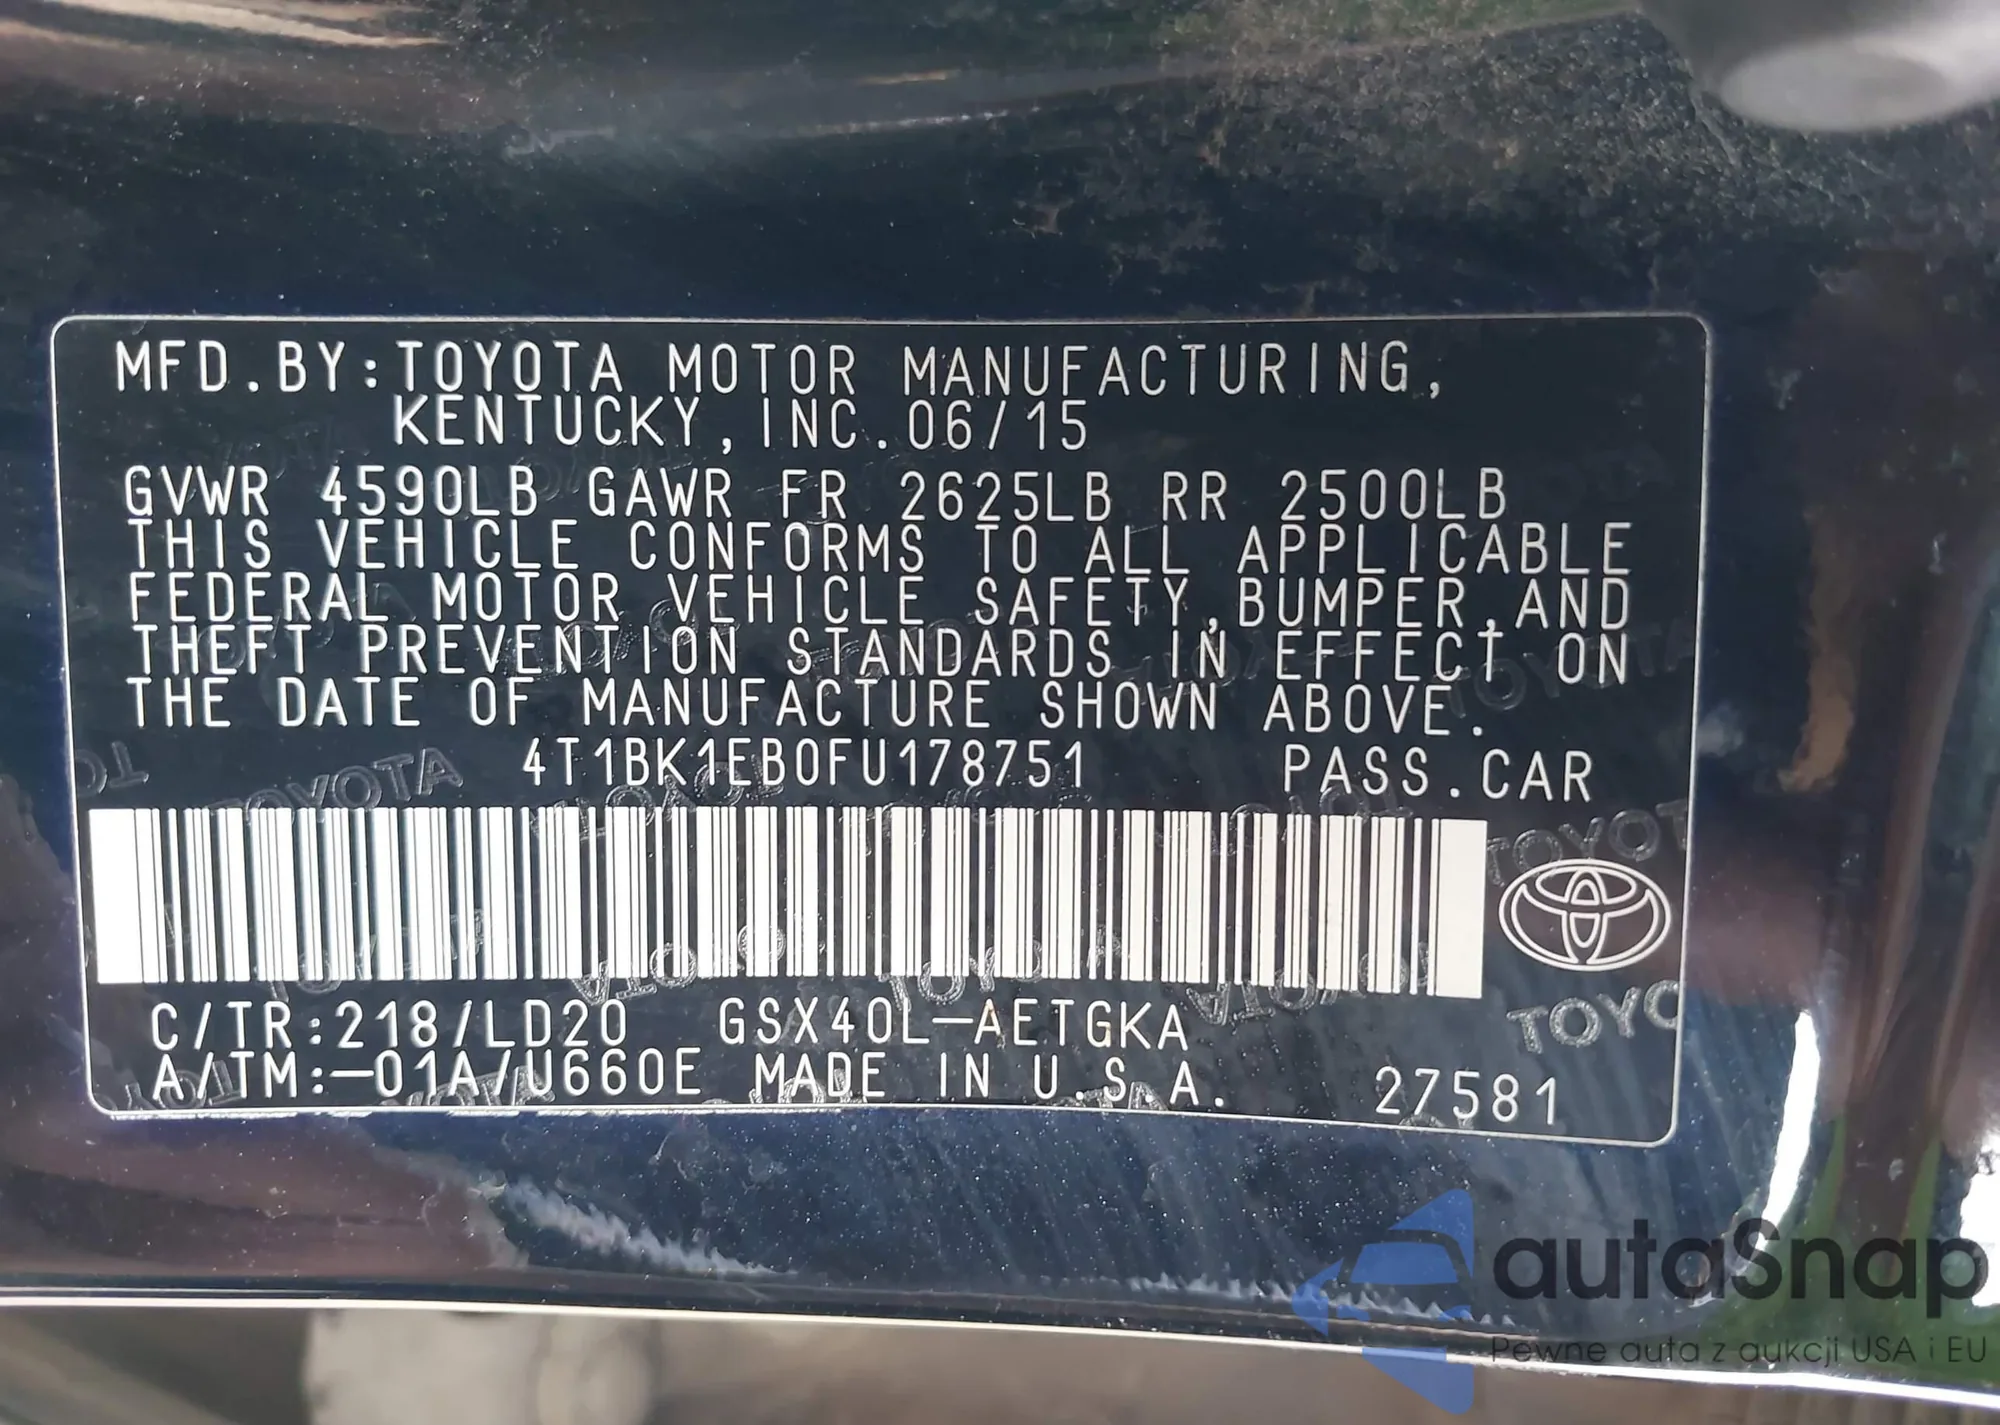 MFD.BY:TOYOTA MOTOR MANUFACTURING,
KENTUCKY,INC.06/15
GVWR 4590LB GAWR FR 2625LB RR 2500LB
THIS VEHICLE CONFORMS TO ALL APPLICABLE
FEDERAL MOTOR VEHICLE SAFETY,BUMPER,AND
THEFT PREVENTION STANDARDS IN EFFECT ON
THE DATE OF MANUFACTURE SHOWN ABOVE.
4T1BK1EB0FU178751 PASS.CAR
C/TR:218/LD20 GSX40L-AETGKA
A/TM:-01A/U660E MADE IN U.S.A. 27581
TOYOTA
autaSnap
Pewne auta z aukcji USA i EU